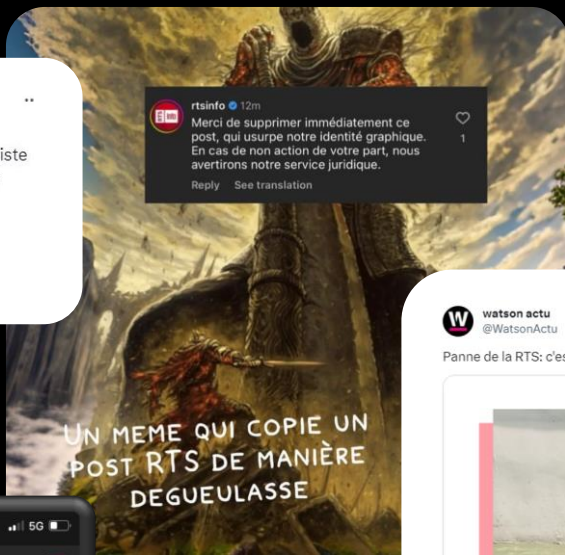 iste
rtsinfo 12m
Merci de supprimer immédiatement ce
post, qui usurpe notre identité graphique.
En cas de non action de votre part, nous
avertirons notre service juridique.
1
Reply See translation
watson actu
@WatsonActu
Panne de la RTS: c'es
UN MEME QUI COPIE UN
POST RTS DE MANIÈRE
DEGUEULASSE
5G